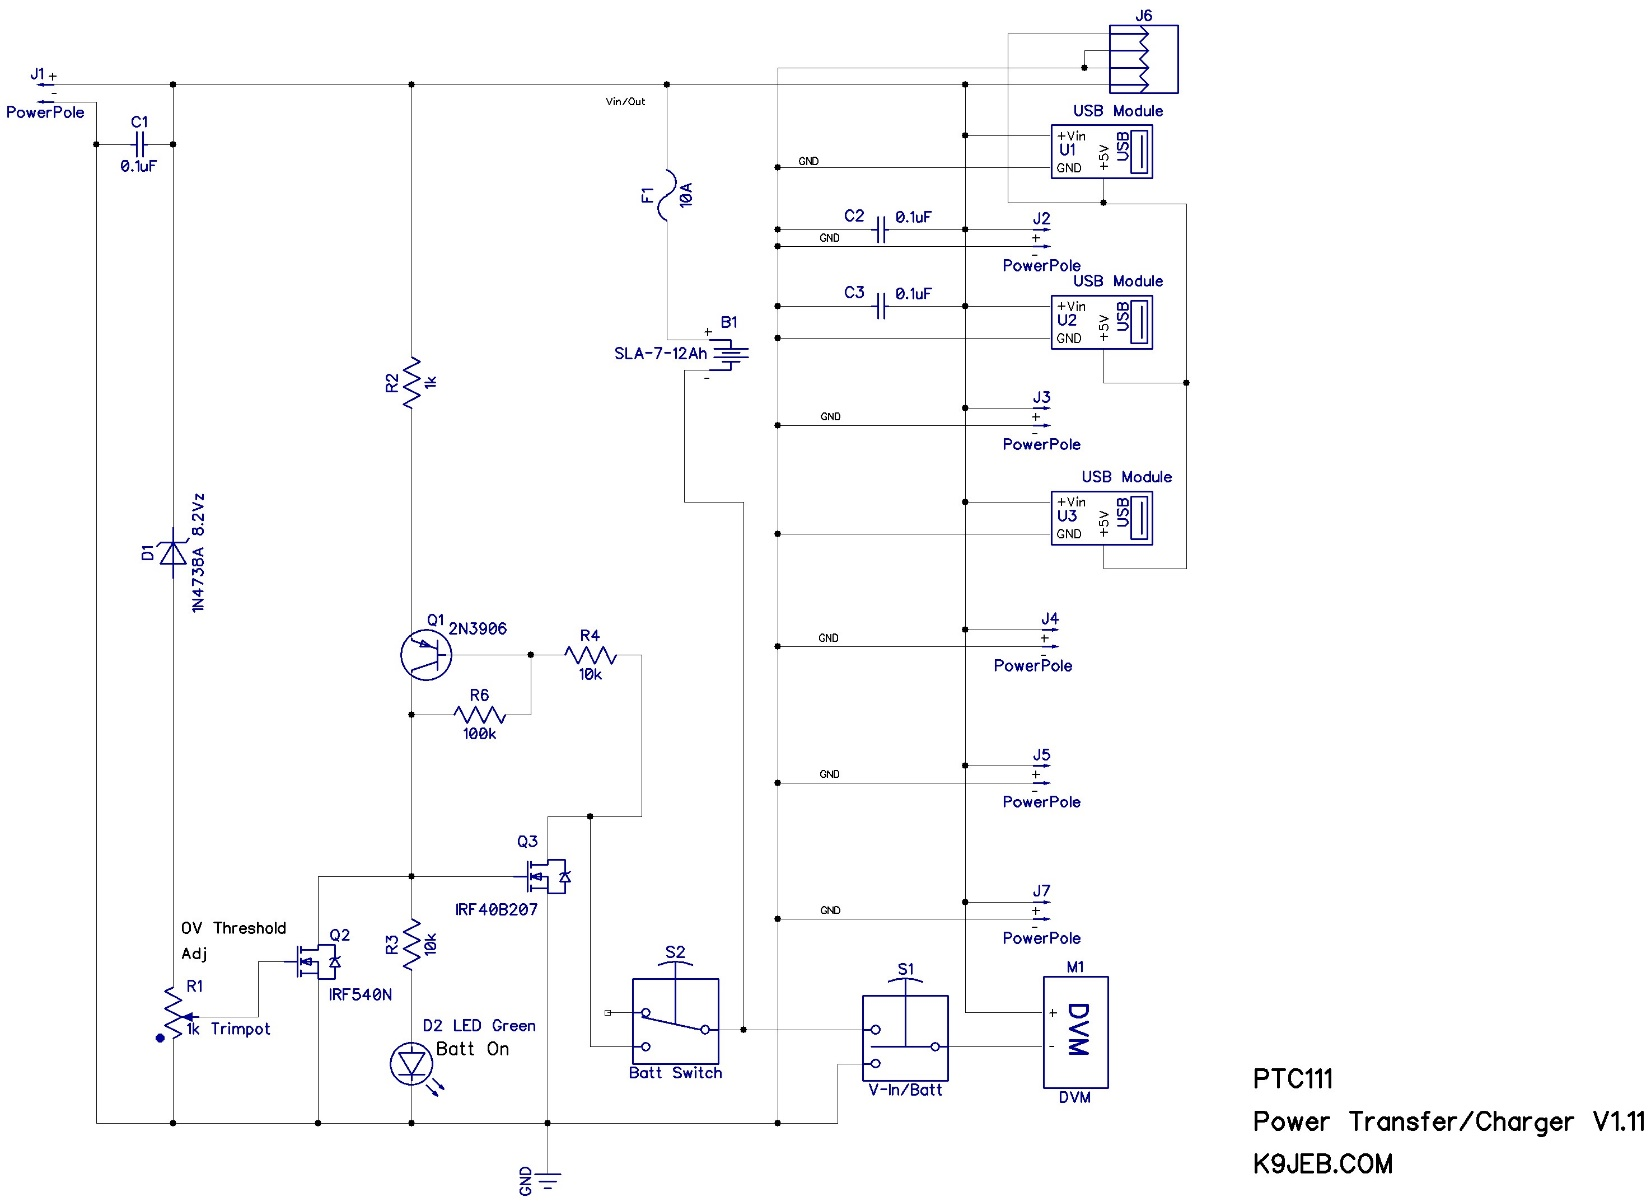 J6
J1 +
-
PowerPole
Vin/Out
USB Module
C1
0.1uF
+Vin
U1
GND
+5V
USB
GND
F1
10A
C2 0.1uF
J2
GND
+
-
PowerPole
USB Module
C3 0.1uF
+Vin
U2
GND
+5V
USB
B1
+
SLA-7-12Ah
-
R2
1k
J3
GND
+
-
PowerPole
USB Module
+Vin
U3
GND
+5V
USB
D1
1N4738A 8.2Vz
Q1
2N3906
R4
10k
R6
100k
J4
GND
+
-
PowerPole
J5
GND
+
-
PowerPole
Q3
IRF40B207
J7
GND
+
-
PowerPole
OV Threshold
Adj
Q2
IRF540N
R3
10k
R1
1k Trimpot
D2 LED Green
Batt On
S2
Batt Switch
S1
V-In/Batt
M1
+
-
DVM
DVM
GND
PTC111
Power Transfer/Charger V1.11
K9JEB.COM